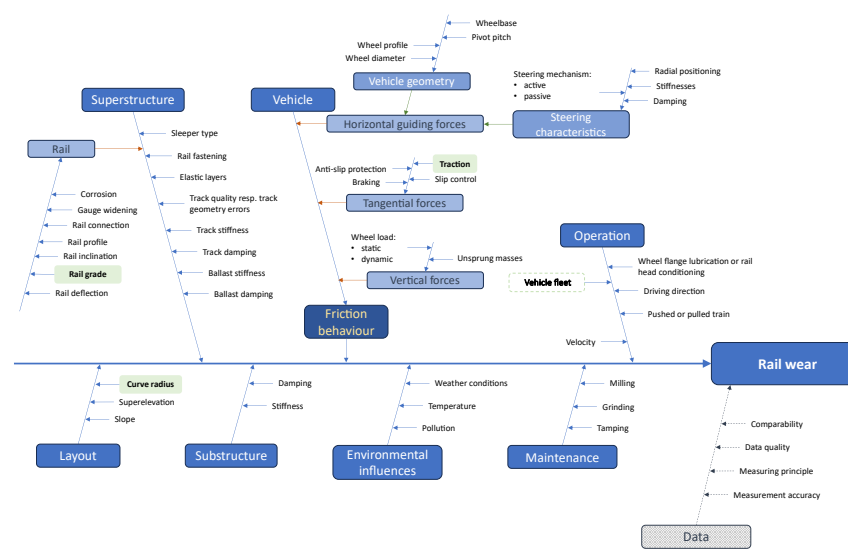 Wheelbase
Pivot pitch
Wheel profile
Wheel diameter
Vehicle geometry
Steering mechanism:
• active
• passive
Radial positioning
Stiffnesses
Damping
Superstructure
Vehicle
Horizontal guiding forces
Steering
characteristics
Sleeper type
Rail
Rail fastening
Elastic layers
Anti-slip protection
Braking
Traction
Slip control
Tangential forces
Corrosion
Gauge widening
Rail connection
Rail profile
Rail inclination
Rail grade
Rail deflection
Track quality resp. track
geometry errors
Track stiffness
Track damping
Ballast stiffness
Ballast damping
Wheel load:
• static
• dynamic
Unsprung masses
Vertical forces
Operation
Wheel flange lubrication or rail
head conditioning
Vehicle fleet
Driving direction
Pushed or pulled train
Velocity
Friction
behaviour
Rail wear
Curve radius
Superelevation
Slope
Layout
Damping
Stiffness
Substructure
Weather conditions
Temperature
Pollution
Environmental
influences
Milling
Grinding
Tamping
Maintenance
Comparability
Data quality
Measuring principle
Measurement accuracy
Data